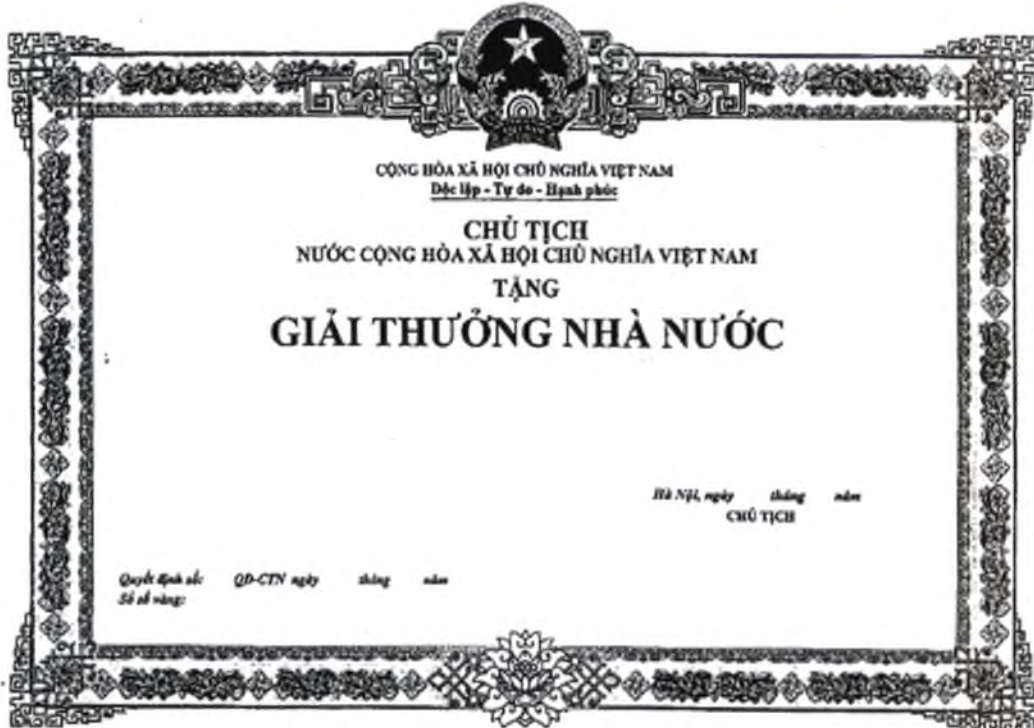 CỘNG HÒA XÃ HỘI CHỦ NGHĨA VIỆT NAM
Độc lập - Tự do - Hạnh phúc
CHỦ TỊCH
NƯỚC CỘNG HÒA XÃ HỘI CHỦ NGHĨA VIỆT NAM
TẶNG
GIẢI THƯỞNG NHÀ NƯỚC
Hà Nội, ngày tháng năm
CHỦ TỊCH
Quyết định số: QĐ-CTN ngày tháng năm
Số sổ vàng: